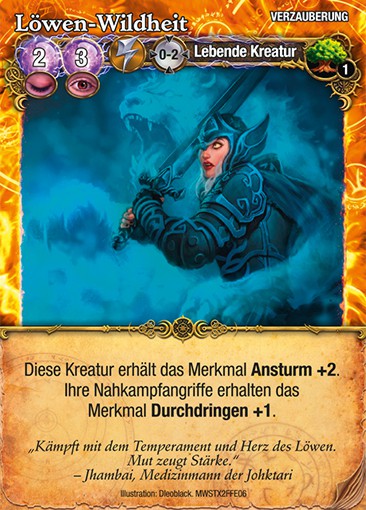 Löwen-Wildheit
VERZAUBERUNG
2 3 0-2 Lebende Kreatur 1
Diese Kreatur erhält das Merkmal Ansturm +2.
Ihre Nahkampfangriffe erhalten das
Merkmal Durchdringen +1.
„Kämpft mit dem Temperament und Herz des Löwen.
Mut zeugt Stärke.“
– Jhambai, Medizinmann der Johktari
Illustration: Dleoblack. MWSTX2FFE06